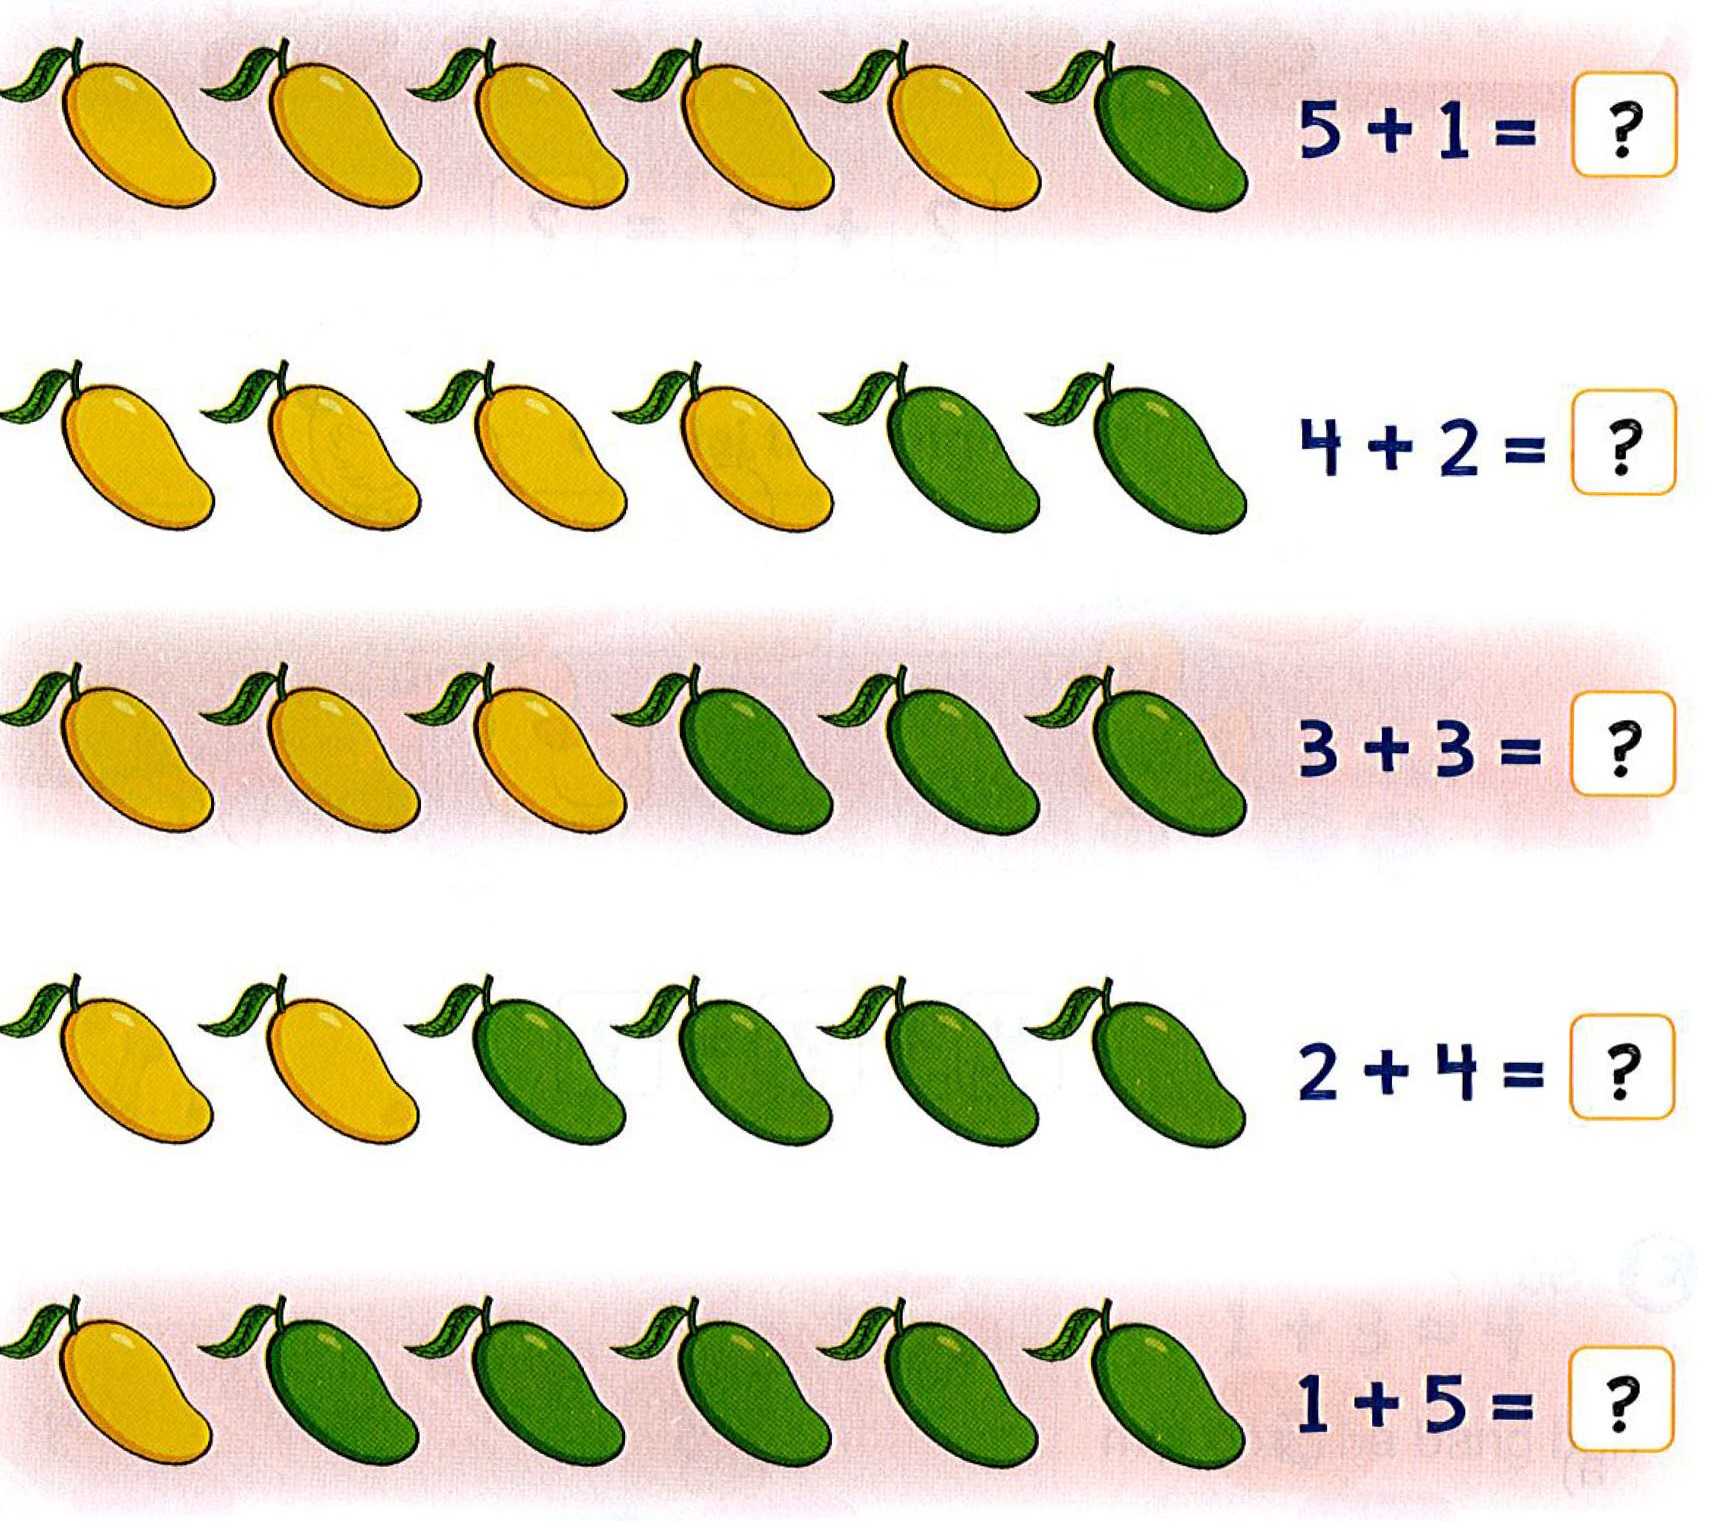 5 + 1 = ?
4 + 2 = ?
3 + 3 = ?
2 + 4 = ?
1 + 5 = ?